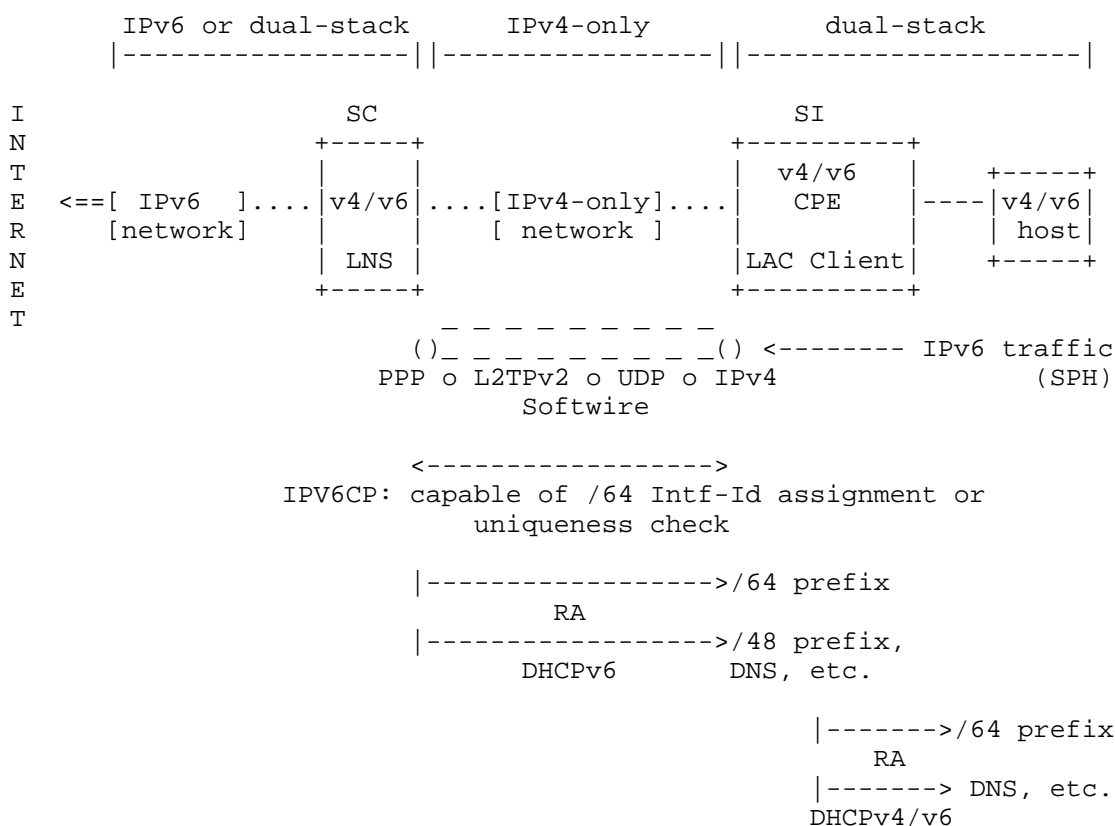 IPv6 or dual-stack      IPv4-only             dual-stack
      |------------------||-----------------||---------------------|

I                    SC                          SI
N                  +-----+                   +----------+
T                  |     |                   |  v4/v6   |    +-----+
E   <==[ IPv6  ]....|v4/v6|....[IPv4-only]....|   CPE    |----|v4/v6|
R      [network]   |     |    [ network ]    |          |    | host|
N                  | LNS |                   |LAC Client|    +-----+
E                  +-----+                   +----------+
T                          _ _ _ _ _ _ _ _ _
                         ()_ _ _ _ _ _ _ _ _() <-------- IPv6 traffic
                       PPP o L2TPv2 o UDP o IPv4                (SPH)
                                Softwire

                         <------------------>
                 IPV6CP: capable of /64 Intf-Id assignment or
                             uniqueness check

                         |------------------>/64 prefix
                                  RA
                         |------------------>/48 prefix,
                                DHCPv6       DNS, etc.

                                                  |------->/64 prefix
                                                      RA
                                                  |-------> DNS, etc.
                                                  DHCPv4/v6